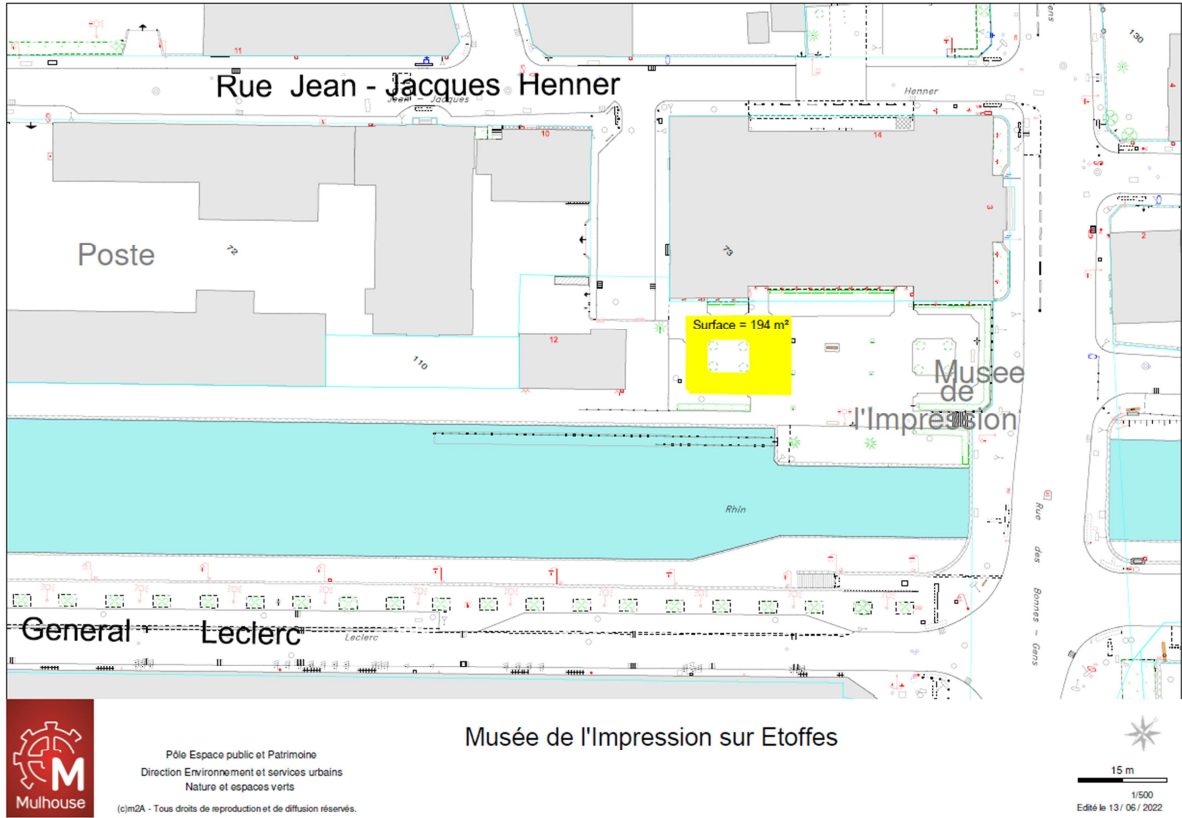 11
130
4
Rue Jean - Jacques Henner
Jean - Jacques
Henner
10
14
Poste
72
73
3
2
Surface = 194 m²
12
110
Musee
de
l'Impression
Rhin
Rue des Bonnes - Gens
General Leclerc
Leclerc
Musée de l'Impression sur Etoffes
Pôle Espace public et Patrimoine
Direction Environnement et services urbains
Nature et espaces verts
(c)m2A - Tous droits de reproduction et de diffusion réservés.
M
Mulhouse
15 m
1/500
Edité le 13 / 06 / 2022